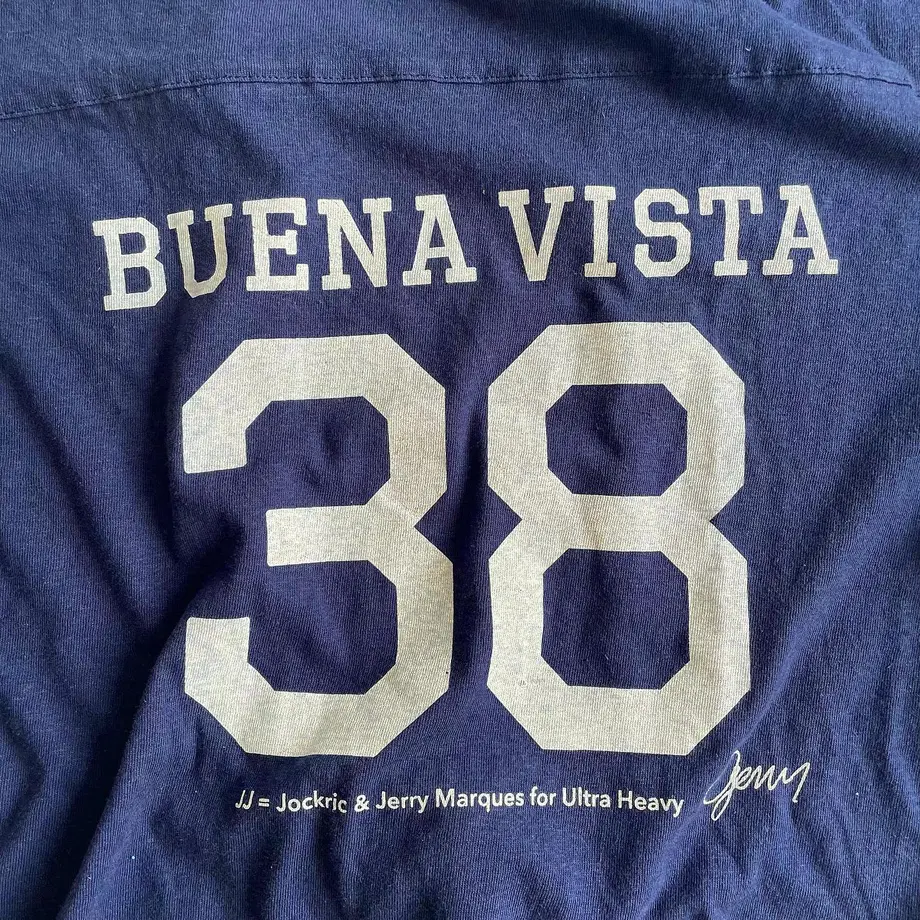 BUENA VISTA
38
JJ = Jockric & Jerry Marques for Ultra Heavy
Jerry